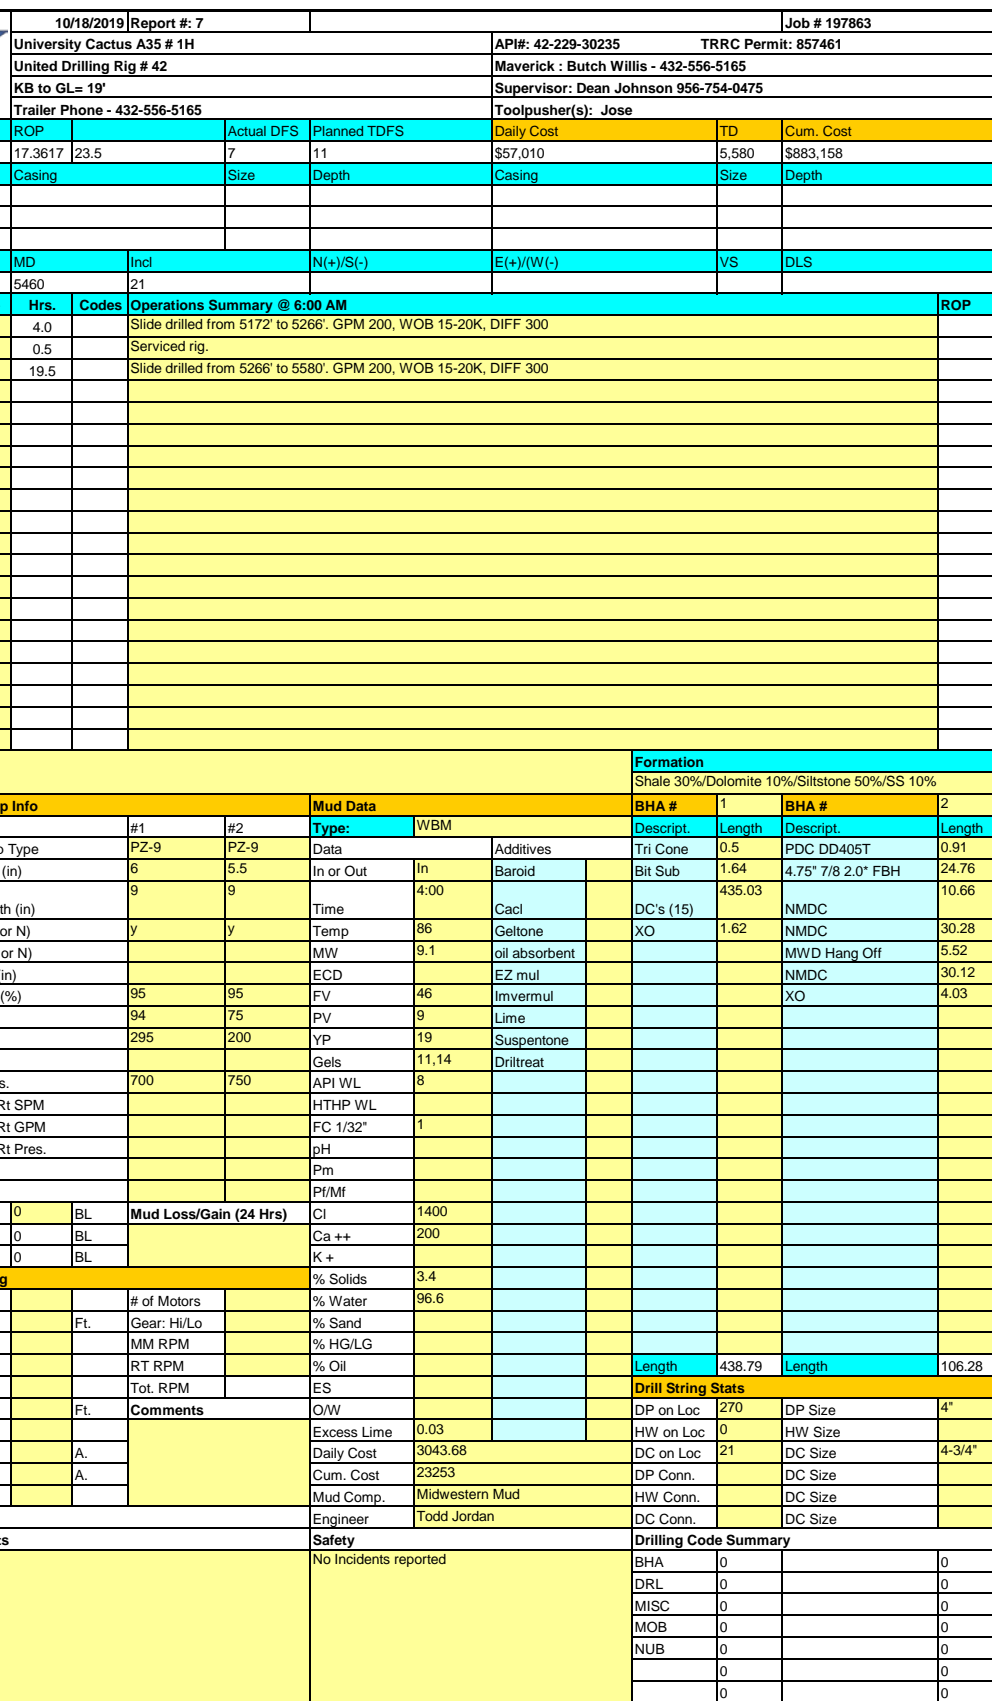 10/18/2019 Report #: 7 Job # 197863
University Cactus A35 # 1H API#: 42-229-30235 TRRC Permit: 857461
United Drilling Rig # 42 Maverick : Butch Willis - 432-556-5165
KB to GL= 19' Supervisor: Dean Johnson 956-754-0475
Trailer Phone - 432-556-5165 Toolpusher(s): Jose
ROP Actual DFS Planned TDFS Daily Cost TD Cum. Cost
17.3617 23.5 7 11 $57,010 5,580 $883,158
Casing Size Depth Casing Size Depth
MD Incl N(+)/S(-) E(+)/(W(-) VS DLS
5460 21
Hrs. Codes Operations Summary @ 6:00 AM ROP
4.0 Slide drilled from 5172' to 5266'. GPM 200, WOB 15-20K, DIFF 300
0.5 Serviced rig.
19.5 Slide drilled from 5266' to 5580'. GPM 200, WOB 15-20K, DIFF 300
Formation
Shale 30%/Dolomite 10%/Siltstone 50%/SS 10%
p Info Mud Data BHA # 1 BHA # 2
#1 #2 Type: WBM Descript. Length Descript. Length
o Type PZ-9 PZ-9 Data Additives Tri Cone 0.5 PDC DD405T 0.91
(in) 6 5.5 In or Out In Baroid Bit Sub 1.64 4.75" 7/8 2.0* FBH 24.76
th (in) 9 9 Time 4:00 Cacl DC's (15) 435.03 NMDC 10.66
or N) y y Temp 86 Geltone XO 1.62 NMDC 30.28
or N) MW 9.1 oil absorbent MWD Hang Off 5.52
in) ECD EZ mul NMDC 30.12
(%) 95 95 FV 46 Imvermul XO 4.03
94 75 PV 9 Lime
295 200 YP 19 Suspentone
Gels 11,14 Driltreat
s. 700 750 API WL 8
Rt SPM HTHP WL
Rt GPM FC 1/32" 1
Rt Pres. pH
Pm
Pf/Mf
0 BL Mud Loss/Gain (24 Hrs) Cl 1400
0 BL Ca ++ 200
0 BL K +
g % Solids 3.4
# of Motors % Water 96.6
Ft. Gear: Hi/Lo % Sand
MM RPM % HG/LG
RT RPM % Oil Length 438.79 Length 106.28
Tot. RPM ES Drill String Stats
Ft. Comments O/W DP on Loc 270 DP Size 4"
Excess Lime 0.03 HW on Loc 0 HW Size
A. Daily Cost 3043.68 DC on Loc 21 DC Size 4-3/4"
A. Cum. Cost 23253 DP Conn. DC Size
Mud Comp. Midwestern Mud HW Conn. DC Size
Engineer Todd Jordan DC Conn. DC Size
s Safety Drilling Code Summary
No Incidents reported BHA 0 0
DRL 0 0
MISC 0 0
MOB 0 0
NUB 0 0
0 0
0 0